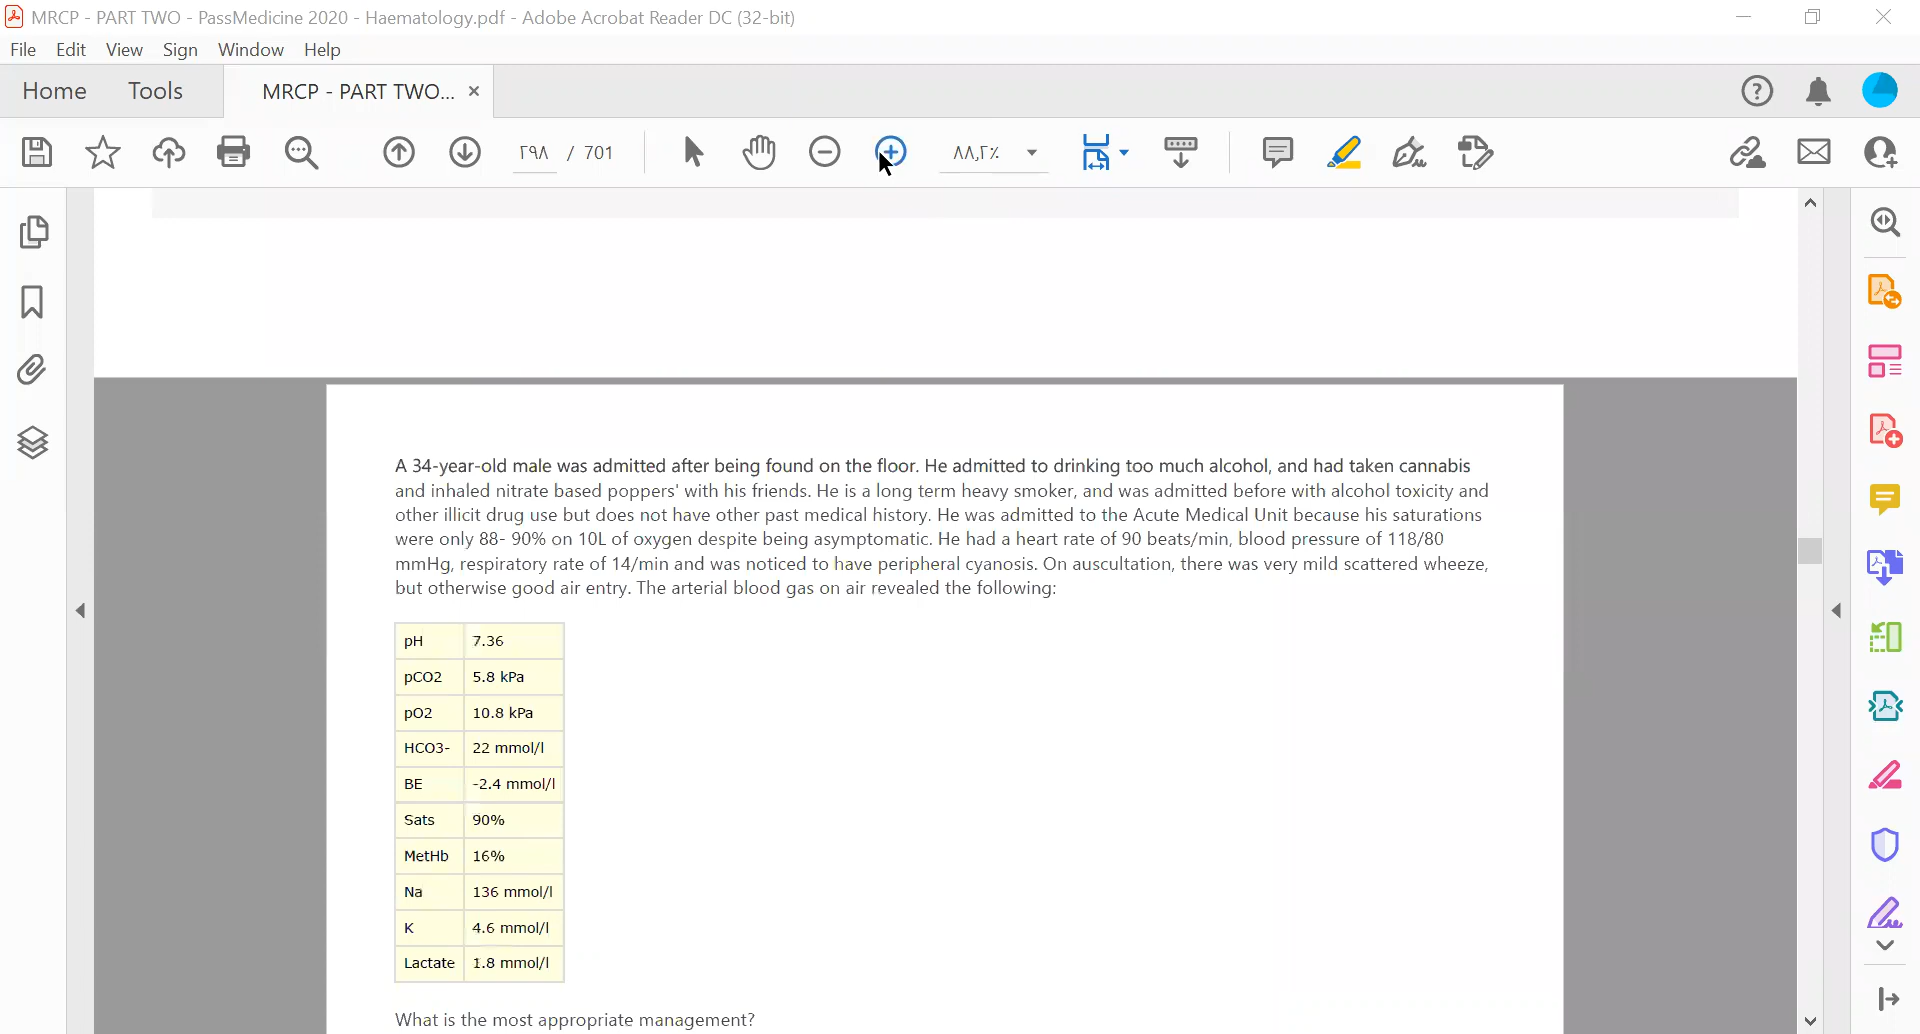 MRCP - PART TWO - PassMedicine 2020 - Haematology.pdf - Adobe Acrobat Reader DC (32-bit)
File Edit View Sign Window Help
Home Tools MRCP - PART TWO...
٢٩٨ / 701 ٨٨,٢٪
A 34-year-old male was admitted after being found on the floor. He admitted to drinking too much alcohol, and had taken cannabis
and inhaled nitrate based poppers' with his friends. He is a long term heavy smoker, and was admitted before with alcohol toxicity and
other illicit drug use but does not have other past medical history. He was admitted to the Acute Medical Unit because his saturations
were only 88- 90% on 10L of oxygen despite being asymptomatic. He had a heart rate of 90 beats/min, blood pressure of 118/80
mmHg, respiratory rate of 14/min and was noticed to have peripheral cyanosis. On auscultation, there was very mild scattered wheeze,
but otherwise good air entry. The arterial blood gas on air revealed the following:
pH 7.36
pCO2 5.8 kPa
pO2 10.8 kPa
HCO3- 22 mmol/l
BE -2.4 mmol/l
Sats 90%
MetHb 16%
Na 136 mmol/l
K 4.6 mmol/l
Lactate 1.8 mmol/l
What is the most appropriate management?